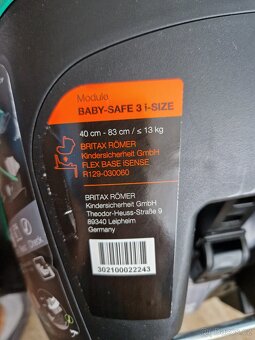 Module
BABY-SAFE 3 i-SIZE
40 cm - 83 cm / ≤ 13 kg
BRITAX RÖMER
Kindersicherheit GmbH
FLEX BASE iSENSE
R129-030060
BRITAX RÖMER
Kindersicherheit GmbH
Theodor-Heuss-Straße 9
89340 Leipheim
Germany
302100022243